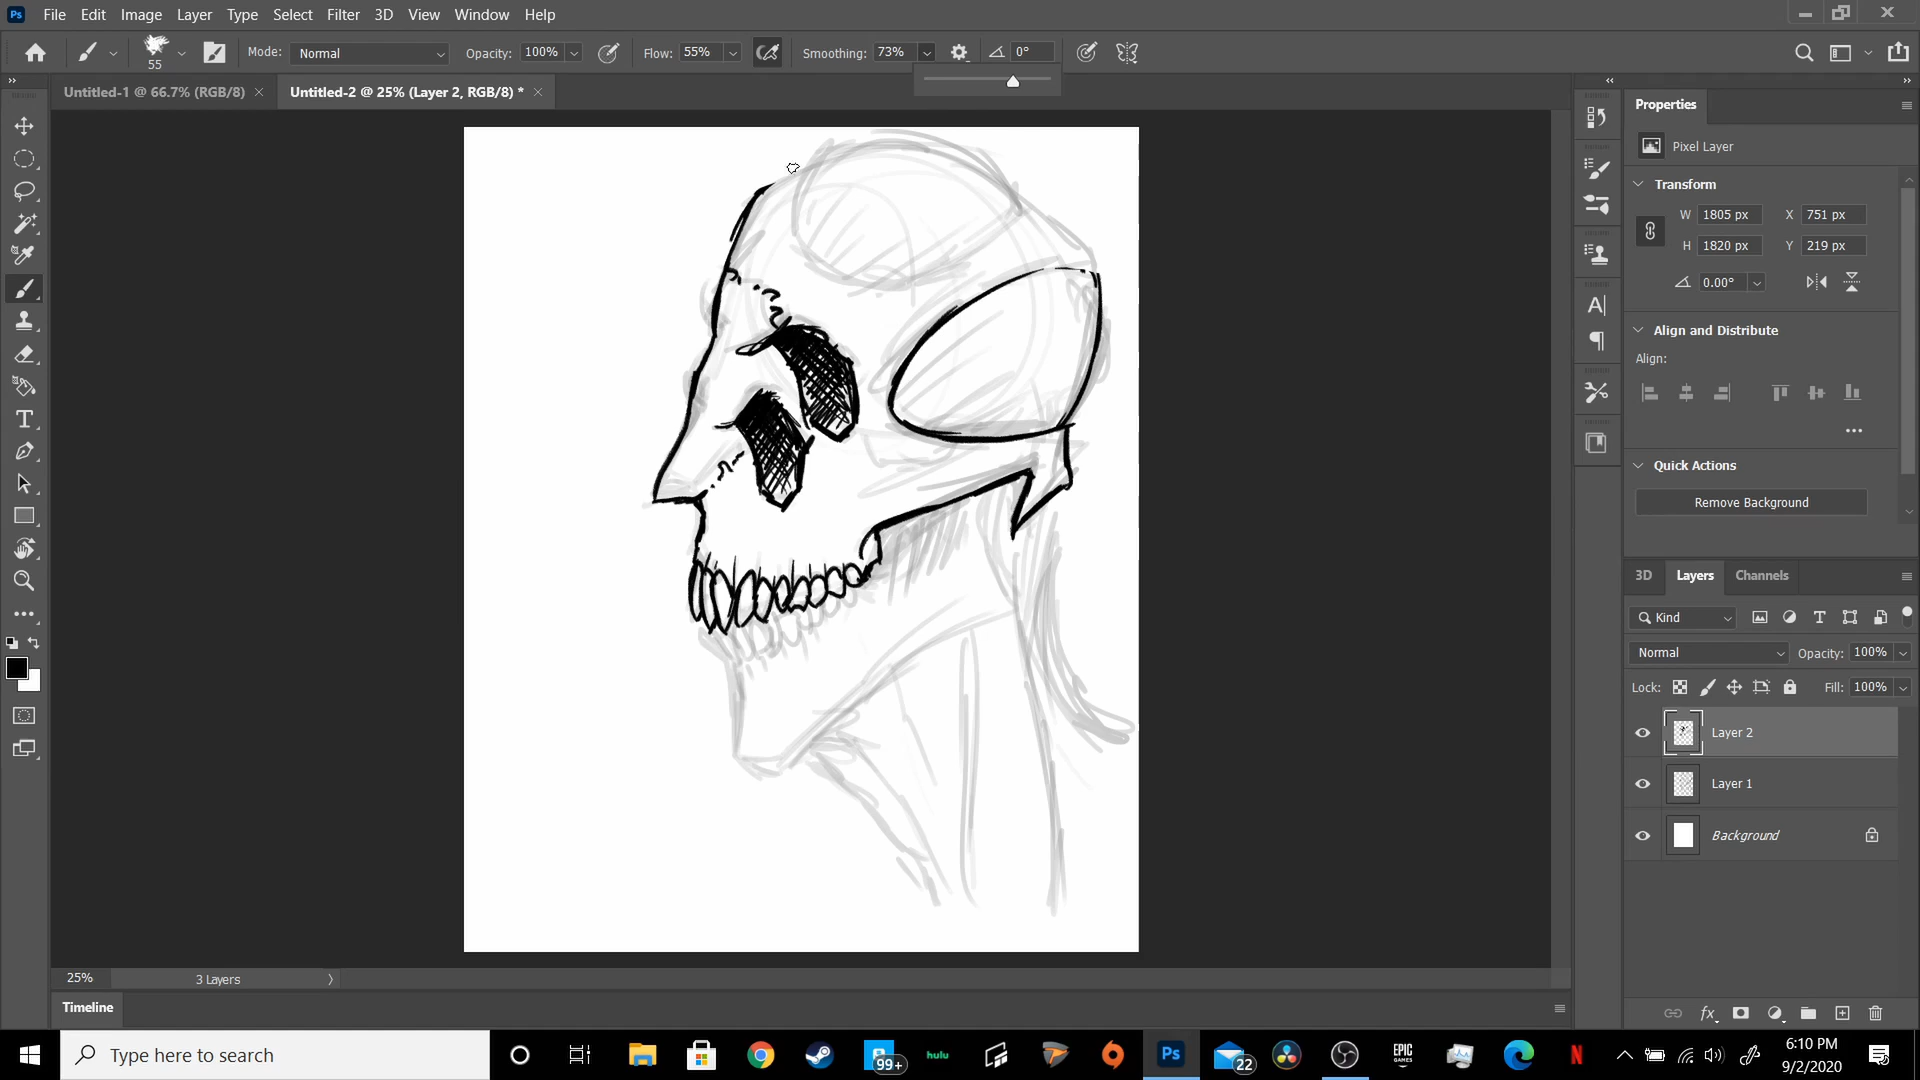 Ps File Edit Image Layer Type Select Filter 3D View Window Help
55 Mode: Normal Opacity: 100% Flow: 55% Smoothing: 73% 0°
Untitled-1 @ 66.7% (RGB/8) Untitled-2 @ 25% (Layer 2, RGB/8) *
Properties
Pixel Layer
Transform
W 1805 px X 751 px
H 1820 px Y 219 px
0.00°
Align and Distribute
Align:
Quick Actions
Remove Background
3D Layers Channels
Kind
Normal Opacity: 100%
Lock: Fill: 100%
Layer 2
Layer 1
Background
25% 3 Layers
Timeline
Type here to search
99+
hulu
Ps
22
EPIC
GAMES
N
6:10 PM
9/2/2020